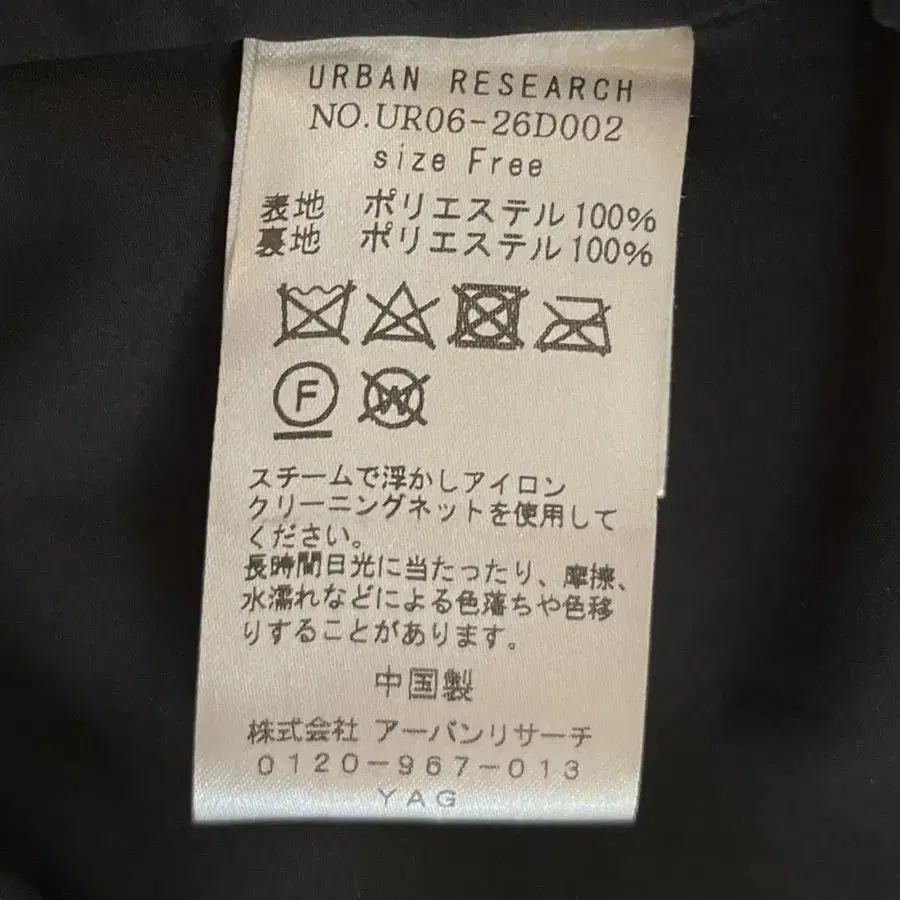 URBAN RESEARCH
NO.UR06-26D002
size Free
表地 ポリエステル100%
裏地 ポリエステル100%
F W
スチームで浮かしアイロン
クリーニングネットを使用して
ください。
長時間日光に当たったり、摩擦、
水濡れなどによる色落ちや色移
りすることがあります。
中国製
株式会社 アーバンリサーチ
0120-967-013
YAG